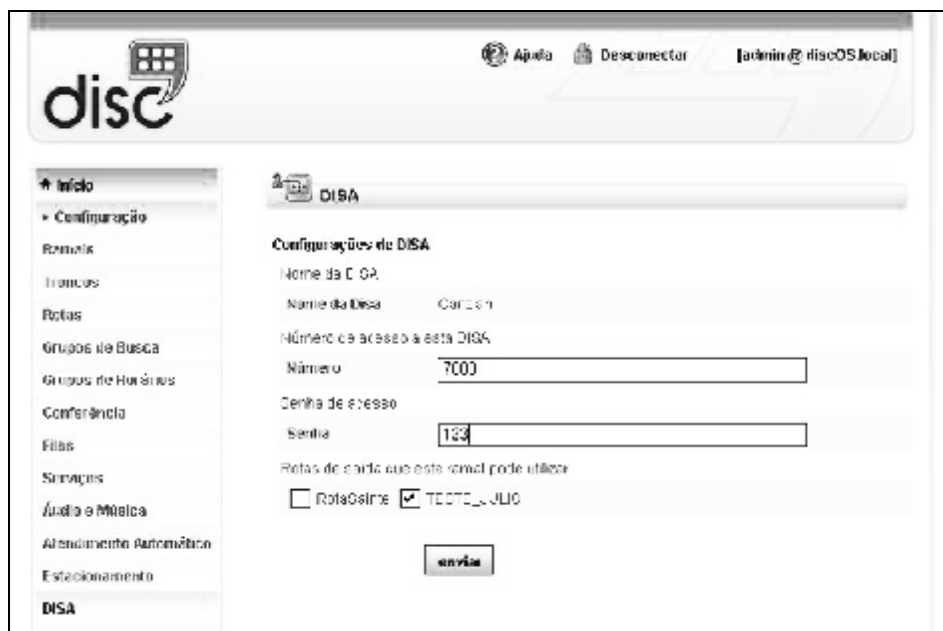 disc
Ajuda Desconectar [admin@discOS.local]
Início
Configuração
Ramais
Troncos
Rotas
Grupos de Busca
Grupos de Horários
Conferência
Filas
Serviços
Áudio e Música
Atendimento Automático
Estacionamento
DISA
DISA
Configurações de DISA
Nome da DISA
Nome da Disa
Número de acesso a esta DISA
Número 7000
Senha de acesso
Senha 123
Rotas de saída que este ramal pode utilizar
RotaSainte TESTE_JULIO
enviar